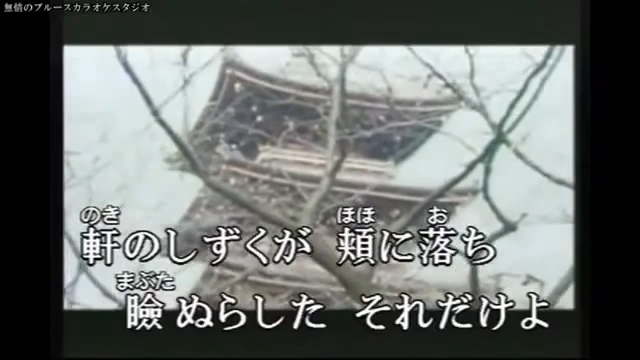 無情のブルースカラオケスタジオ
のき ほほ お
軒のしずくが 頬に落ち
まぶた
瞼 ぬらした それだけよ